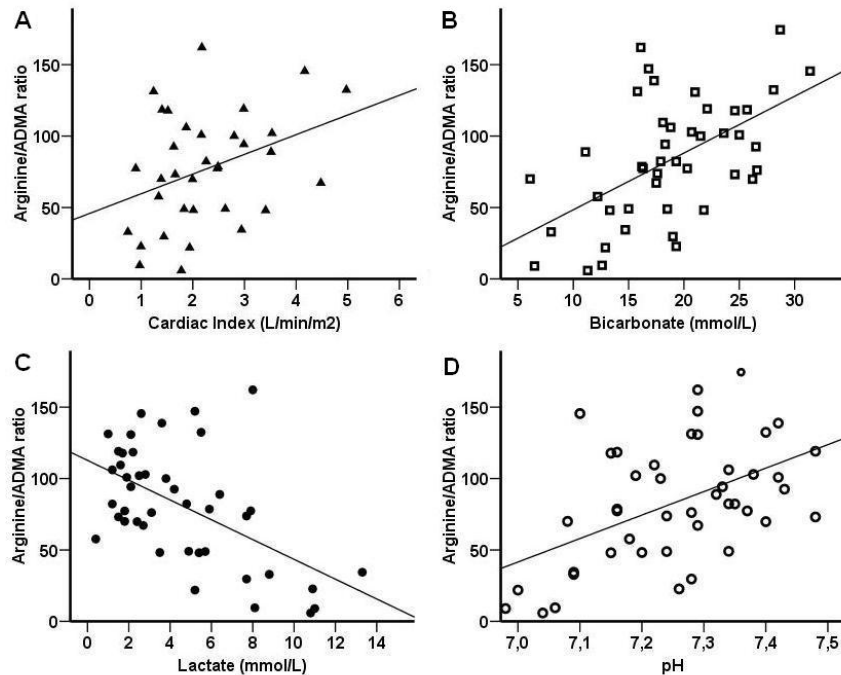 A
Arginine/ADMA ratio
150
100
50
0
0 1 2 3 4 5 6
Cardiac Index (L/min/m2)
B
Arginine/ADMA ratio
150
100
50
0
5 10 15 20 25 30
Bicarbonate (mmol/L)
C
Arginine/ADMA ratio
150
100
50
0
0 2 4 6 8 10 12 14
Lactate (mmol/L)
D
Arginine/ADMA ratio
150
100
50
0
7,0 7,1 7,2 7,3 7,4 7,5
pH